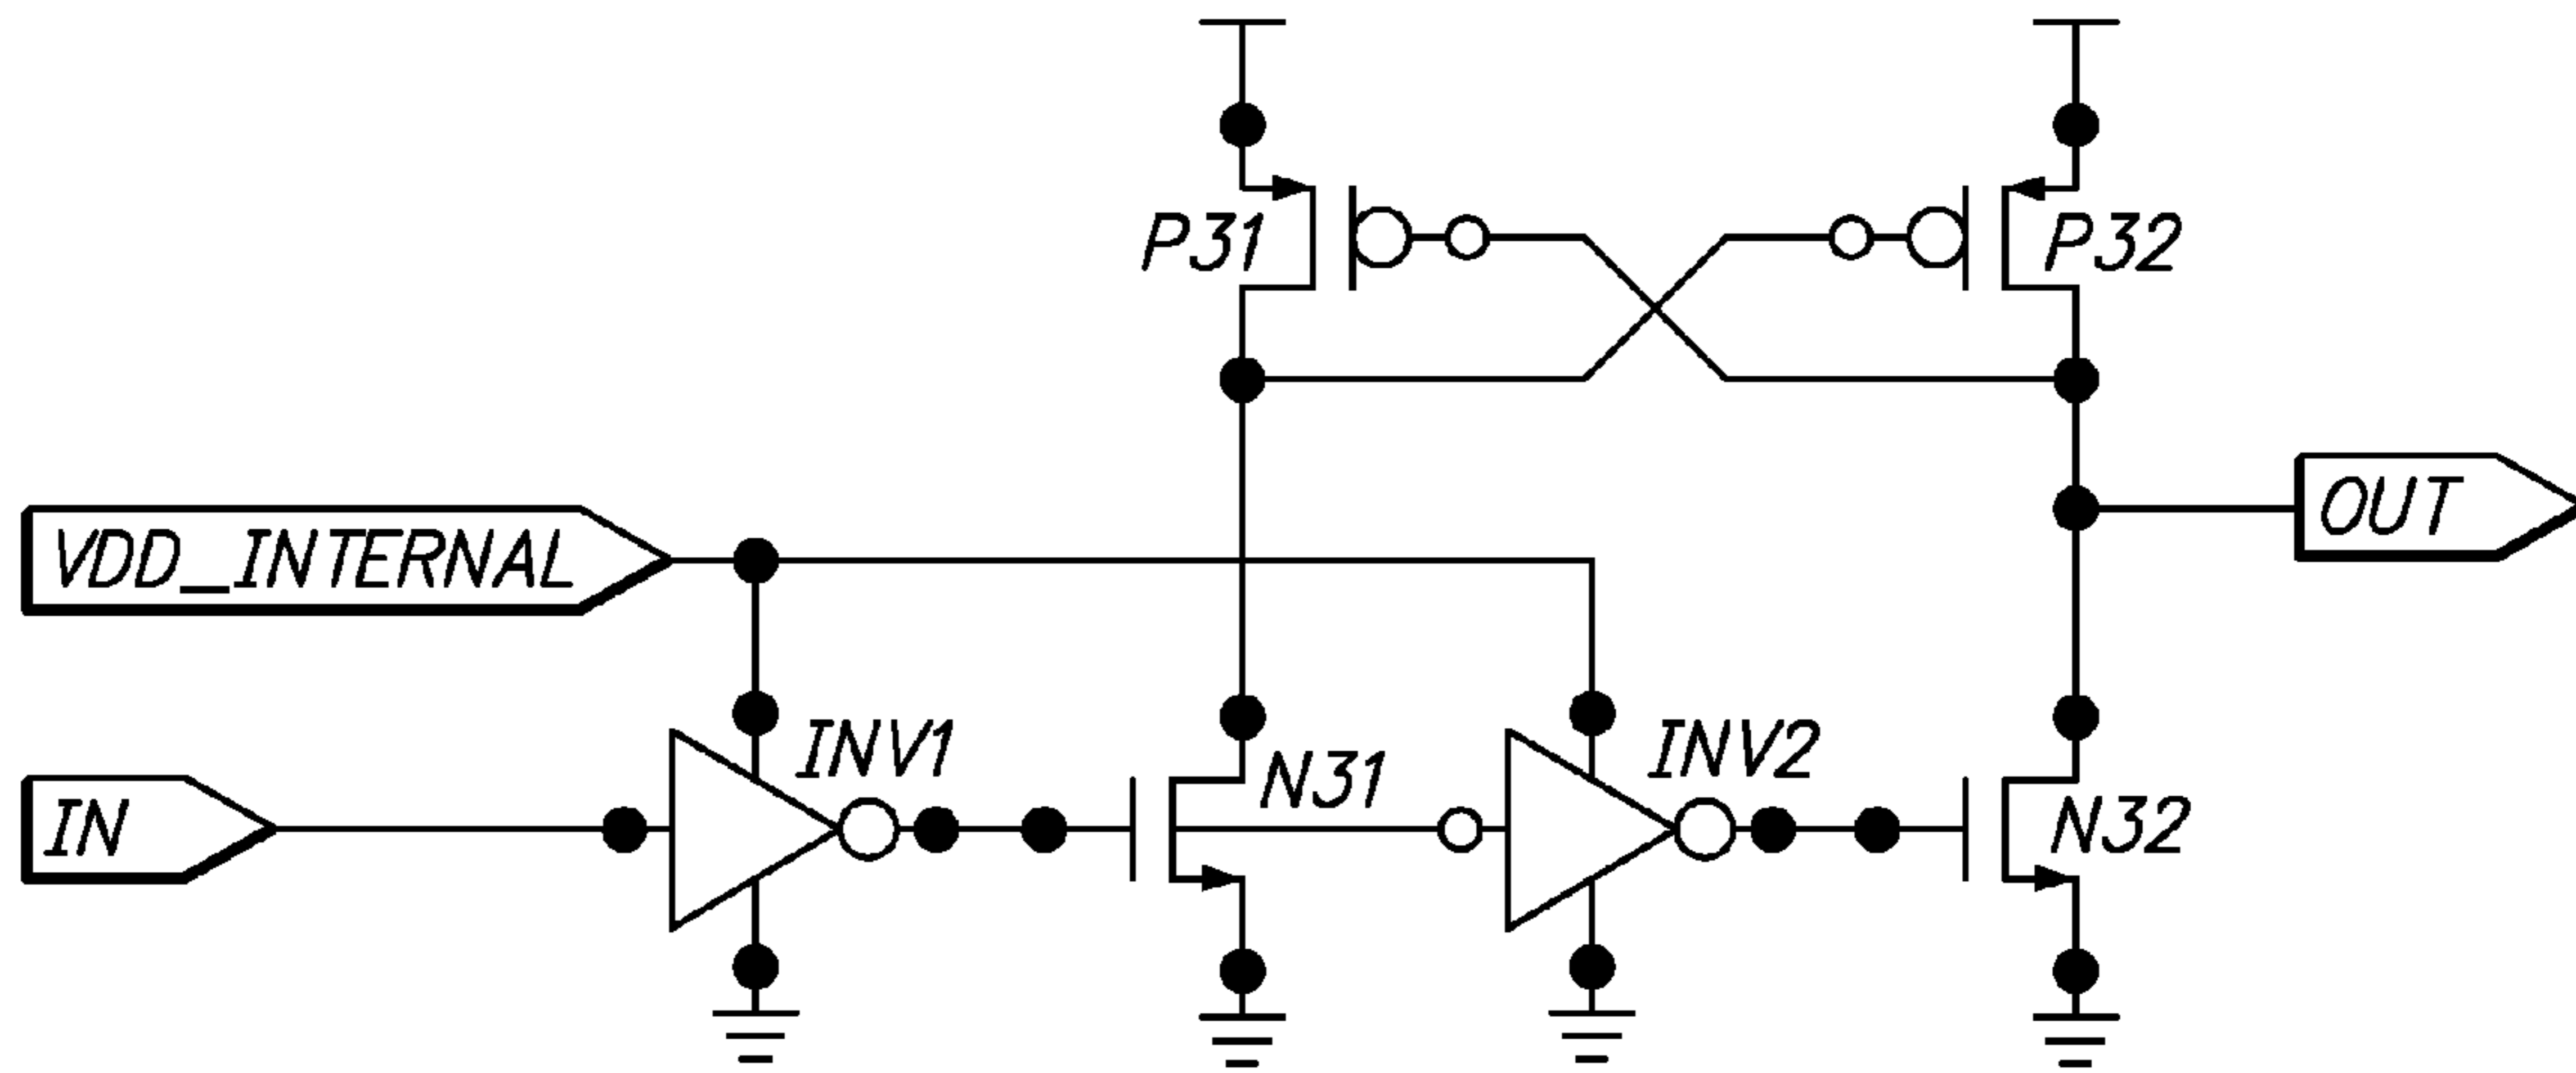 P31
P32
VDD_INTERNAL
OUT
INV1
INV2
IN
N31
N32